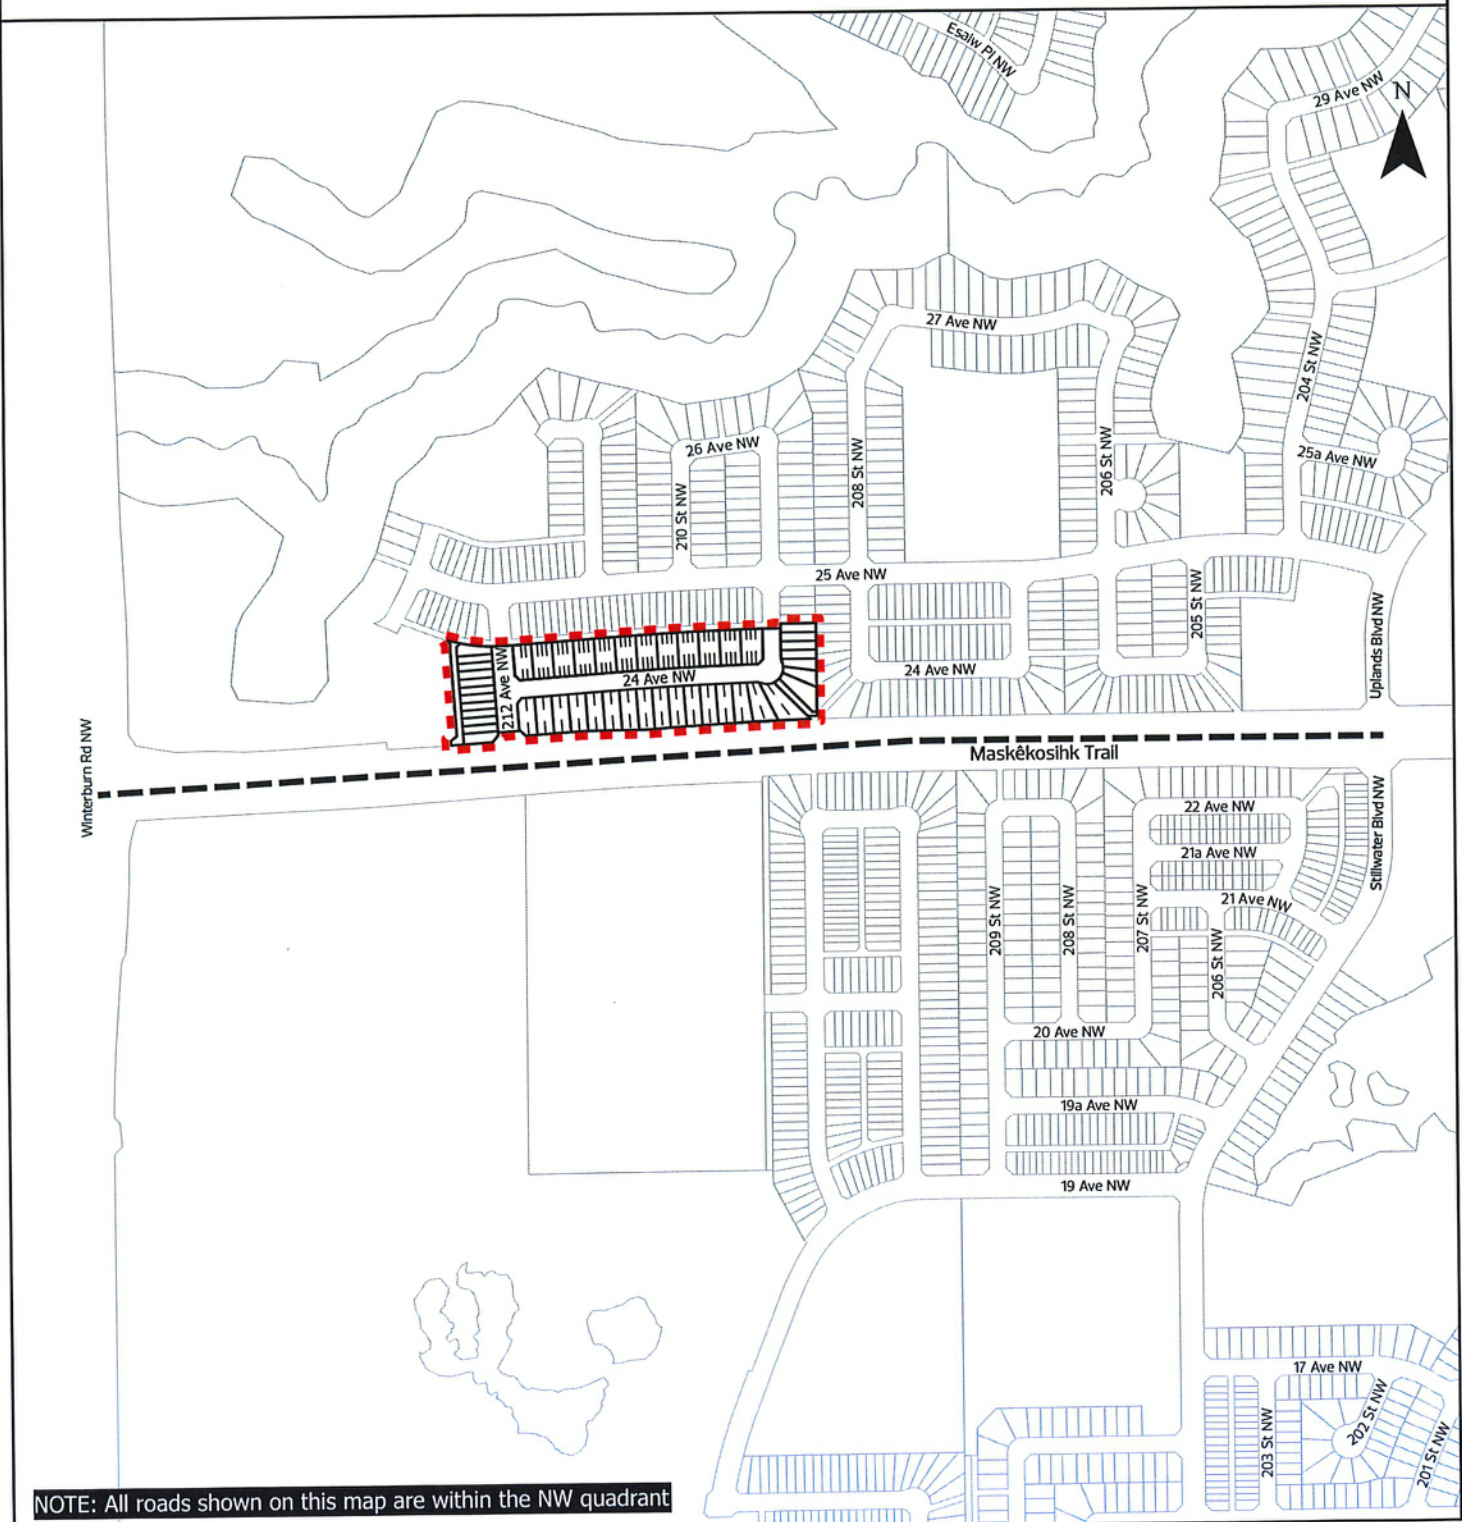 Esalw Pl NW
29 Ave NW
N
27 Ave NW
204 St NW
26 Ave NW
208 St NW
206 St NW
25a Ave NW
210 St NW
25 Ave NW
205 St NW
Uplands Blvd NW
212 Ave NW
24 Ave NW
24 Ave NW
Winterburn Rd NW
Maskêkosihk Trail
22 Ave NW
Stillwater Blvd NW
21a Ave NW
21 Ave NW
209 St NW
208 St NW
207 St NW
206 St NW
20 Ave NW
19a Ave NW
19 Ave NW
17 Ave NW
203 St NW
202 St NW
201 St NW
NOTE: All roads shown on this map are within the NW quadrant